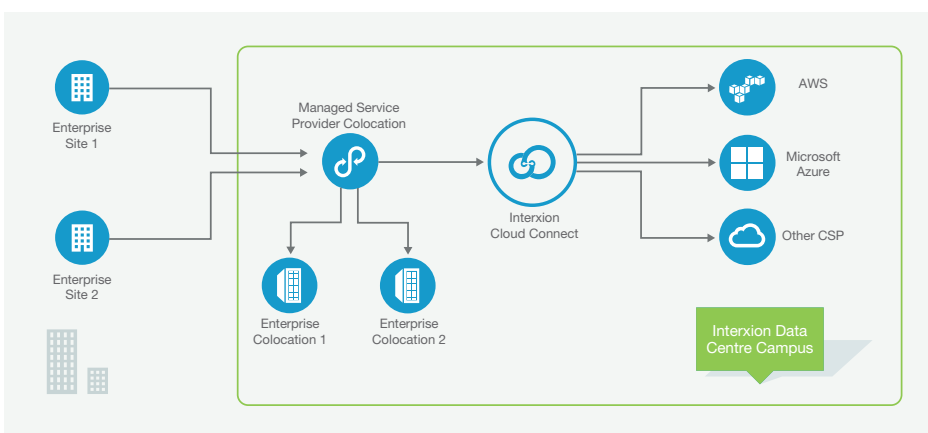 Enterprise
Site 1
Enterprise
Site 2
Managed Service
Provider Colocation
Enterprise
Colocation 1
Enterprise
Colocation 2
Interxion
Cloud Connect
AWS
Microsoft
Azure
Other CSP
Interxion Data
Centre Campus